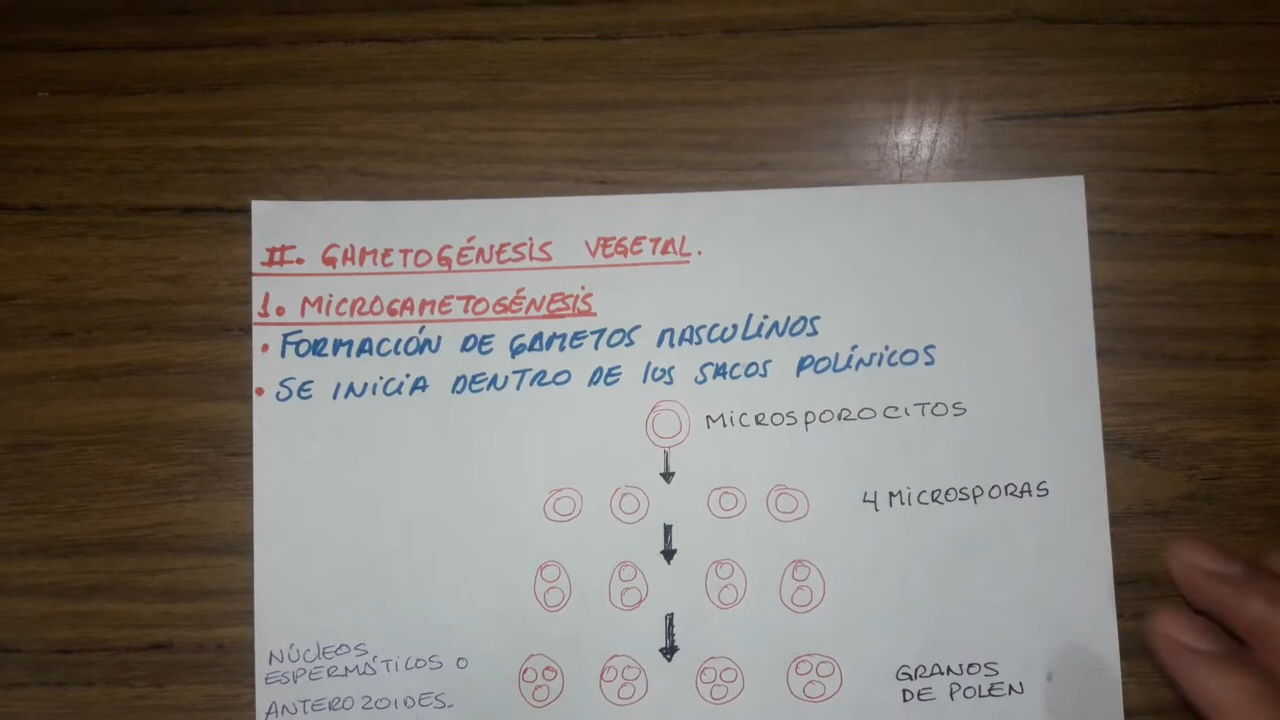 II. GAMETOGÉNESIS VEGETAL.
1. MICROGAMETOGÉNESIS
• FORMACIÓN DE GAMETOS MASCULINOS
• SE INICIA DENTRO DE LOS SACOS POLÍNICOS
MICROSPOROCITOS
4 MICROSPORAS
NÚCLEOS
ESPERMÁTICOS O
ANTEROZOIDES.
GRANOS
DE POLEN